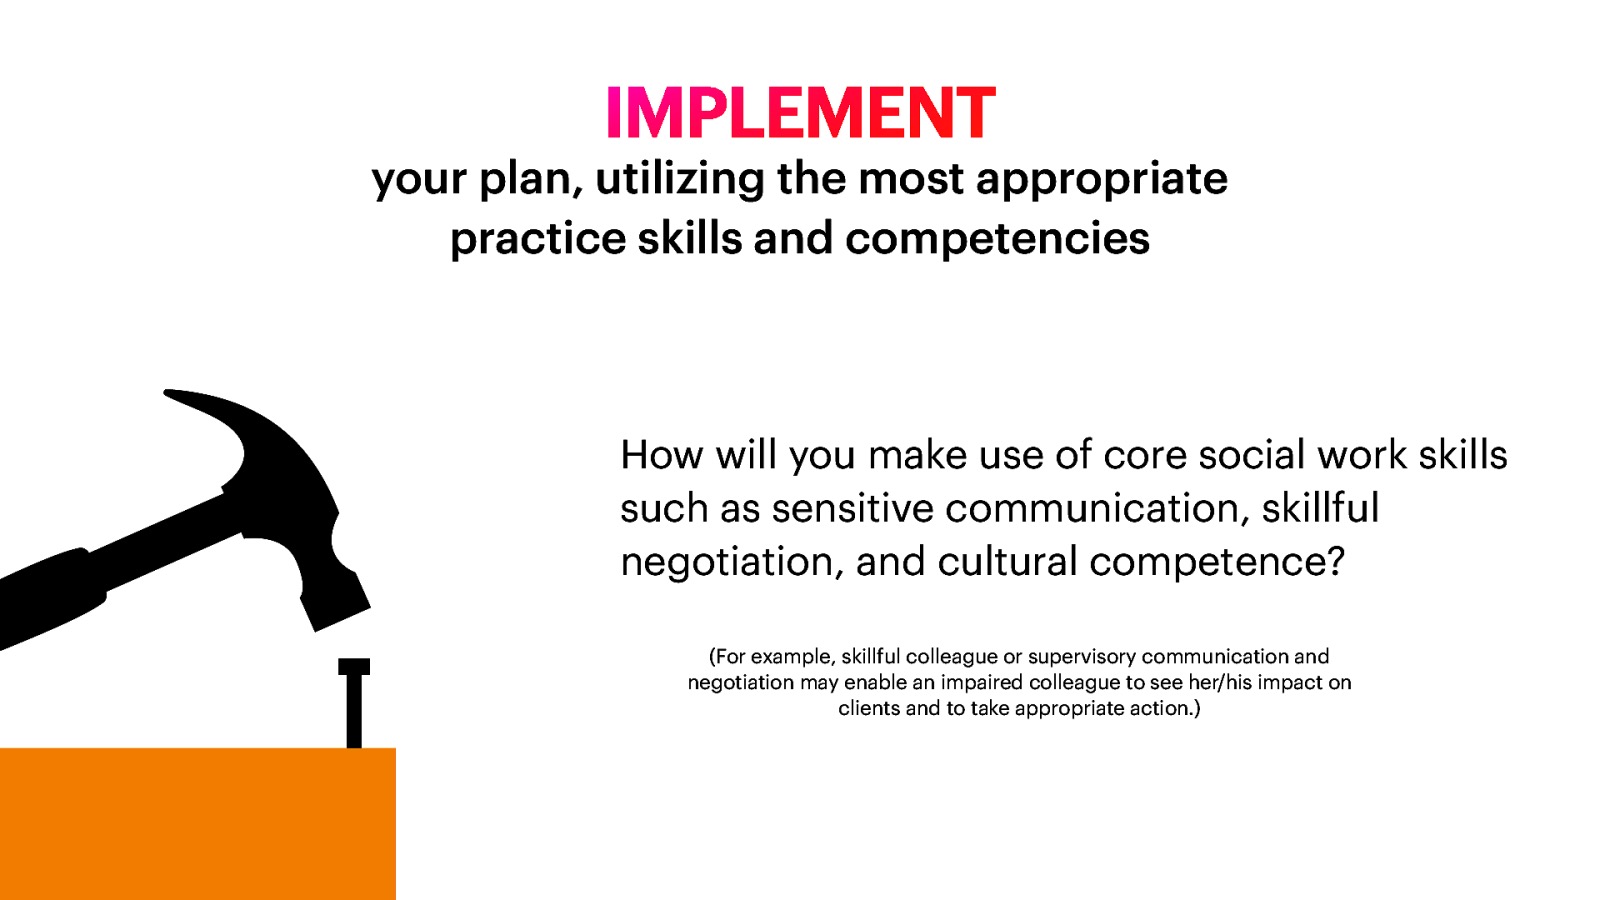 IMPLEMENT
your plan, utilizing the most appropriate
practice skills and competencies
How will you make use of core social work skills
such as sensitive communication, skillful
negotiation, and cultural competence?
(For example, skillful colleague or supervisory communication and
negotiation may enable an impaired colleague to see her/his impact on
clients and to take appropriate action.)